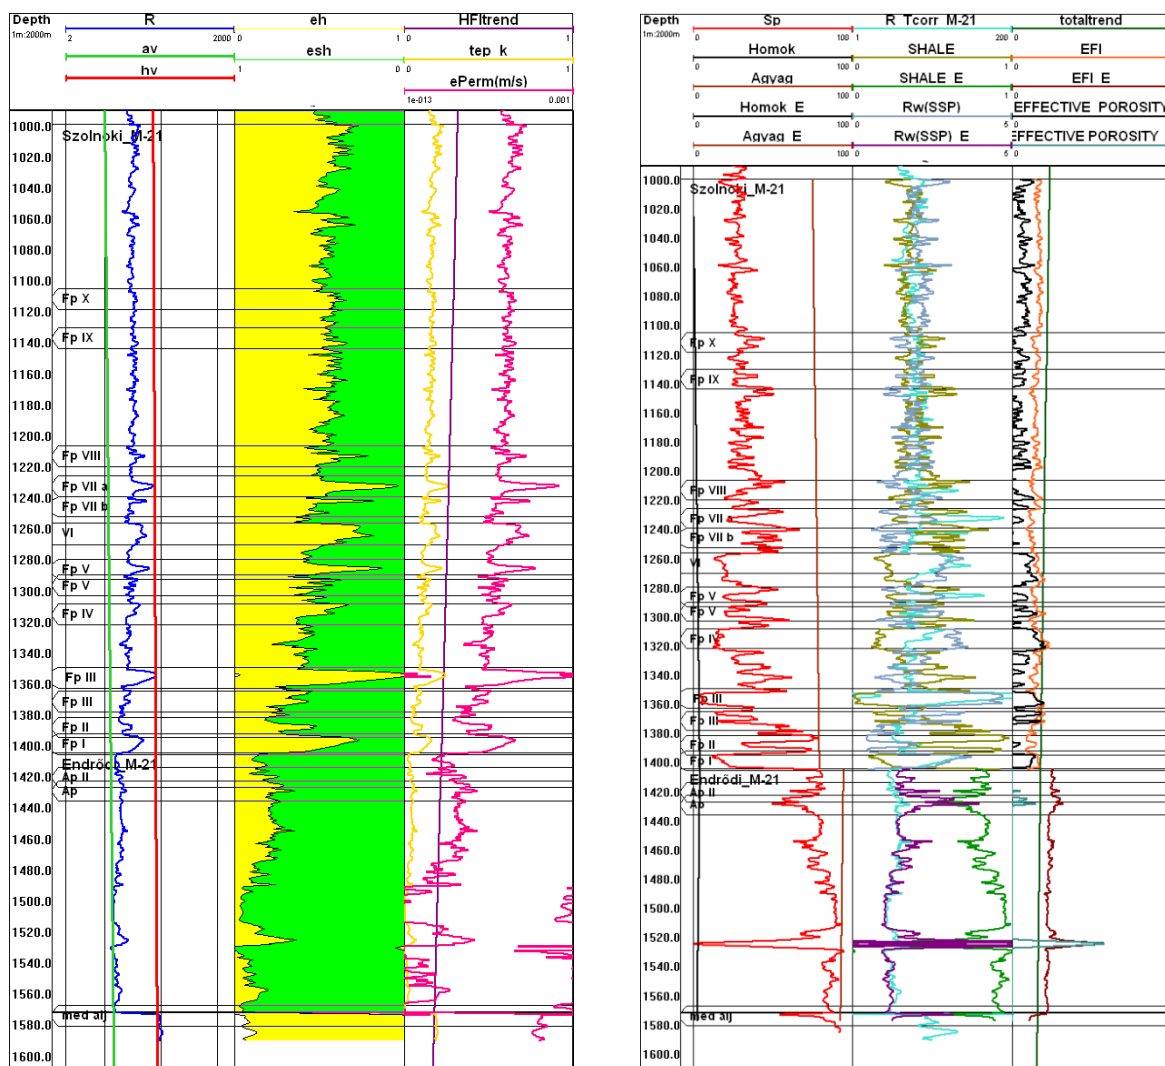 Depth R eh HFItrend
1m:2000m 2 2000 0 1 0 1
av esh tep_k
1 0 0 1
hv ePerm(m/s)
1e-013 0.001
1000.0
Szolnoki_M-21
1020.0
1040.0
1060.0
1080.0
1100.0
Fp X
1120.0
Fp IX
1140.0
1160.0
1180.0
1200.0
Fp VIII
1220.0
Fp VII a
1240.0
Fp VII b
1260.0
VI
1280.0
Fp V
1300.0
Fp V
Fp IV
1320.0
1340.0
Fp III
1360.0
Fp III
1380.0
Fp II
1400.0
Fp I
Endrődi_M-21
1420.0
Ap II
Ap
1440.0
1460.0
1480.0
1500.0
1520.0
1540.0
1560.0
med alj
1580.0
1600.0
Depth Sp R_Tcorr_M-21 totaltrend
1m:2000m 0 100 1 200 0
Homok SHALE EFI
0 100 0 1 0
Agyag SHALE_E EFI_E
0 100 0 1 0
Homok_E Rw(SSP) EFFECTIVE POROSITY
0 100 0 5 0
Agyag_E Rw(SSP)_E EFFECTIVE POROSITY
0 100 0 5 0
1000.0
Szolnoki_M-21
1020.0
1040.0
1060.0
1080.0
1100.0
Fp X
1120.0
Fp IX
1140.0
1160.0
1180.0
1200.0
Fp VIII
1220.0
Fp VII a
1240.0
Fp VII b
1260.0
VI
1280.0
Fp V
1300.0
Fp V
Fp IV
1320.0
1340.0
Fp III
1360.0
Fp III
1380.0
Fp II
1400.0
Fp I
Endrődi_M-21
1420.0
Ap II
Ap
1440.0
1460.0
1480.0
1500.0
1520.0
1540.0
1560.0
med alj
1580.0
1600.0